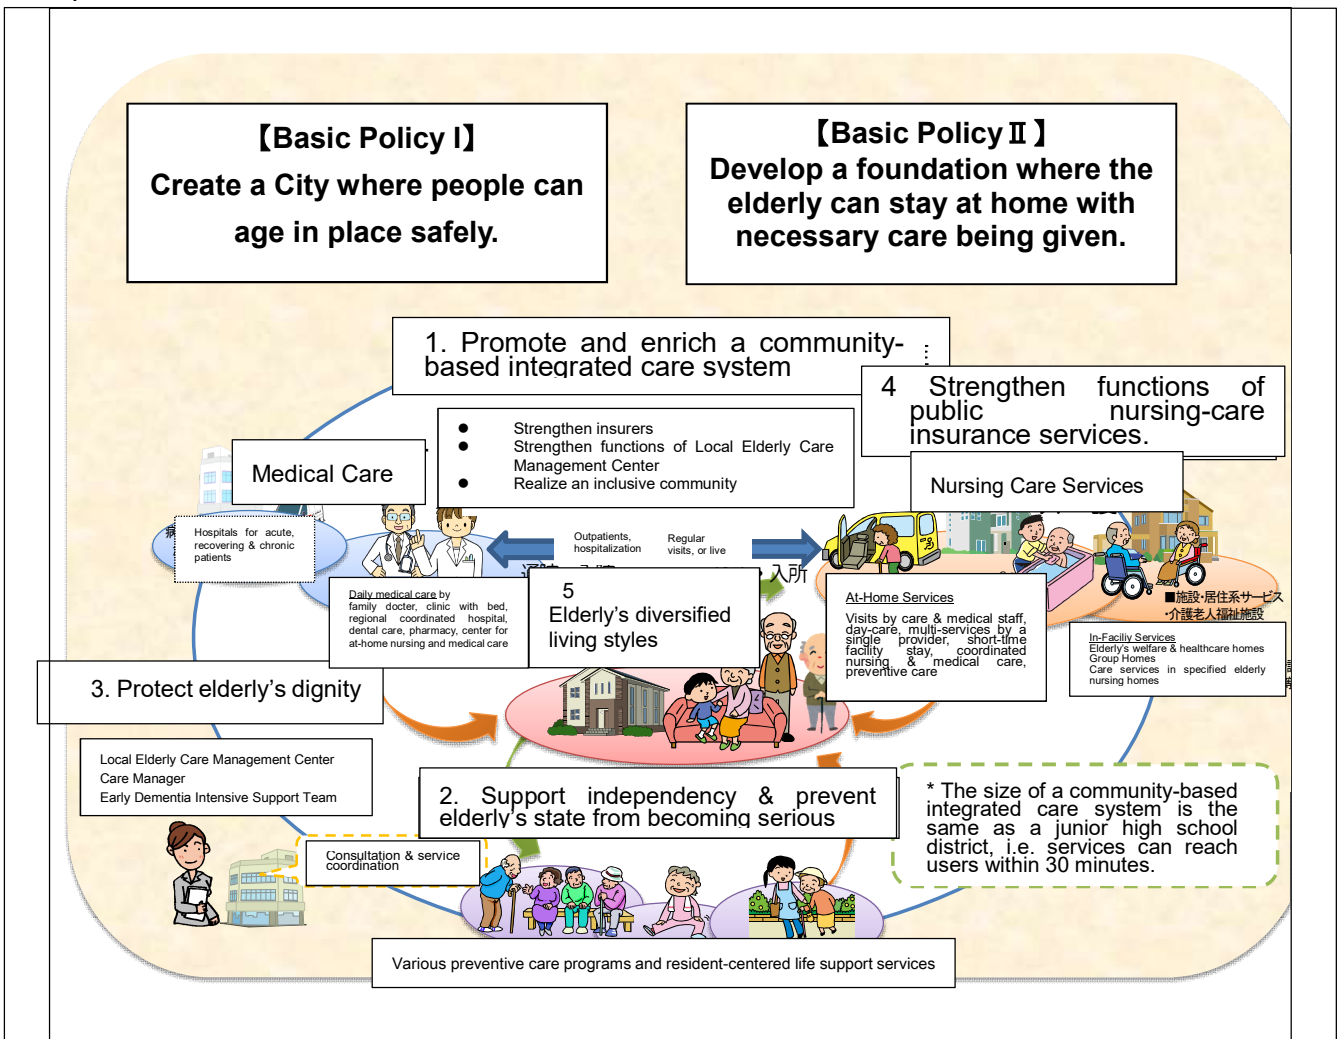 【Basic Policy I】
Create a City where people can
age in place safely.
【Basic Policy Ⅱ】
Develop a foundation where the
elderly can stay at home with
necessary care being given.
1. Promote and enrich a community-
based integrated care system
4 Strengthen functions of
public nursing-care
insurance services.
● Strengthen insurers
● Strengthen functions of Local Elderly Care
Management Center
● Realize an inclusive community
Medical Care
Nursing Care Services
Hospitals for acute,
recovering & chronic
patients
Outpatients,
hospitalization
Regular
visits, or live
・入所
Daily medical care by
family docter, clinic with bed,
regional coordinated hospital,
dental care, pharmacy, center for
at-home nursing and medical care
5
Elderly's diversified
living styles
At-Home Services
Visits by care & medical staff,
day-care, multi-services by a
single provider, short-time
facility stay, coordinated
nursing & medical care,
preventive care
■施設・居住系サービス
・介護老人福祉施設
In-Faciliy Services
Elderly's welfare & healthcare homes
Group Homes
Care services in specified elderly
nursing homes
3. Protect elderly's dignity
Local Elderly Care Management Center
Care Manager
Early Dementia Intensive Support Team
2. Support independency & prevent
elderly's state from becoming serious
* The size of a community-based
integrated care system is the
same as a junior high school
district, i.e. services can reach
users within 30 minutes.
Consultation & service
coordination
Various preventive care programs and resident-centered life support services